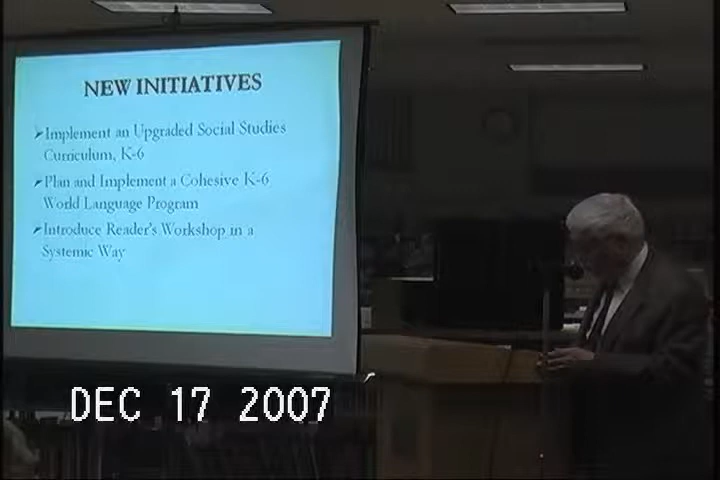 NEW INITIATIVES
Implement an Upgraded Social Studies
Curriculum, K-6
Plan and Implement a Cohesive K-6
World Language Program
Introduce Reader's Workshop in a
Systemic Way
DEC 17 2007